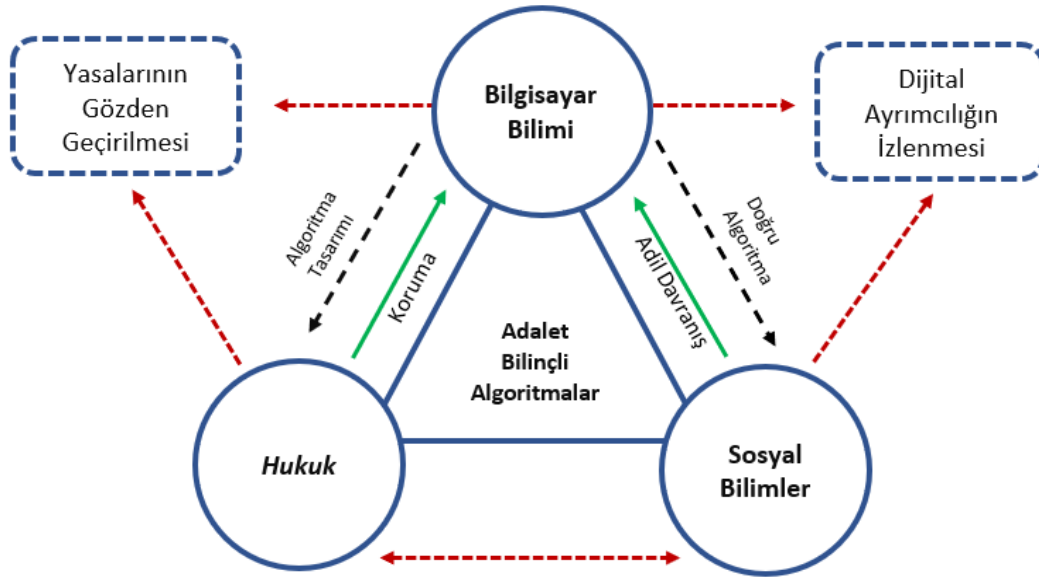 Yasalarının
Gözden
Geçirilmesi
Bilgisayar
Bilimi
Dijital
Ayrımcılığın
İzlenmesi
Algoritma
Tasarımı
Koruma
Adil Davranış
Doğru
Algoritma
Adalet
Bilinçli
Algoritmalar
Hukuk
Sosyal
Bilimler